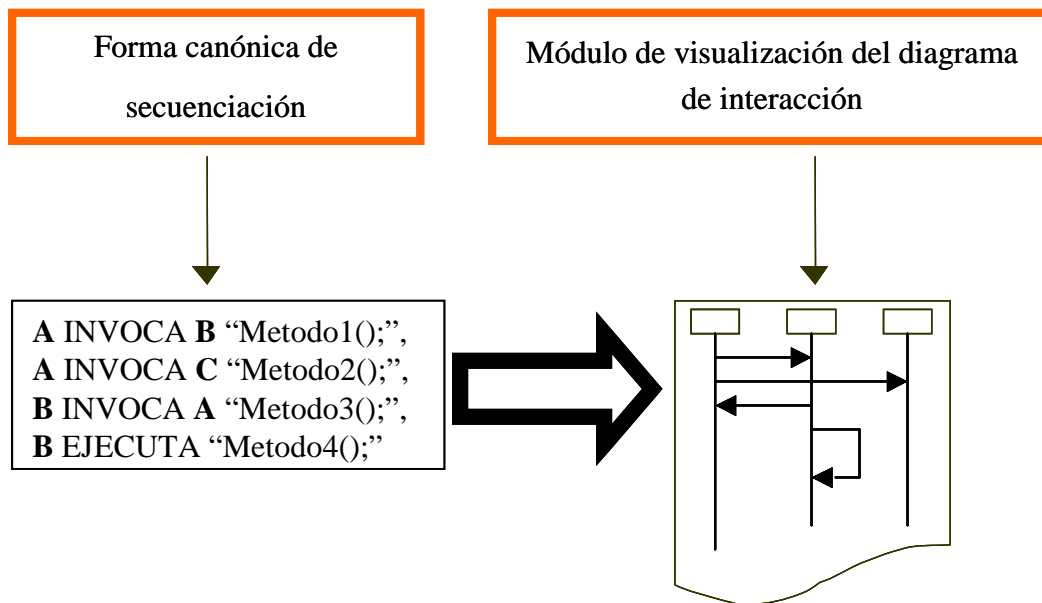 Forma canónica de
secuenciación
Módulo de visualización del diagrama
de interacción
A INVOCA B “Metodo1();”,
A INVOCA C “Metodo2();”,
B INVOCA A “Metodo3();”,
B EJECUTA “Metodo4();”